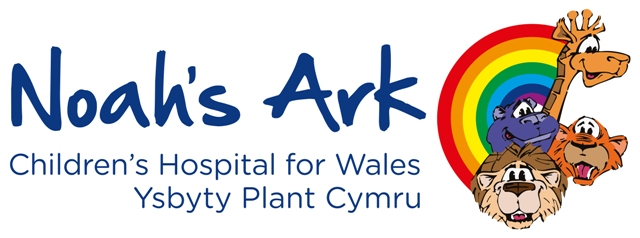 Noah's Ark
Children's Hospital for Wales
Ysbyty Plant Cymru